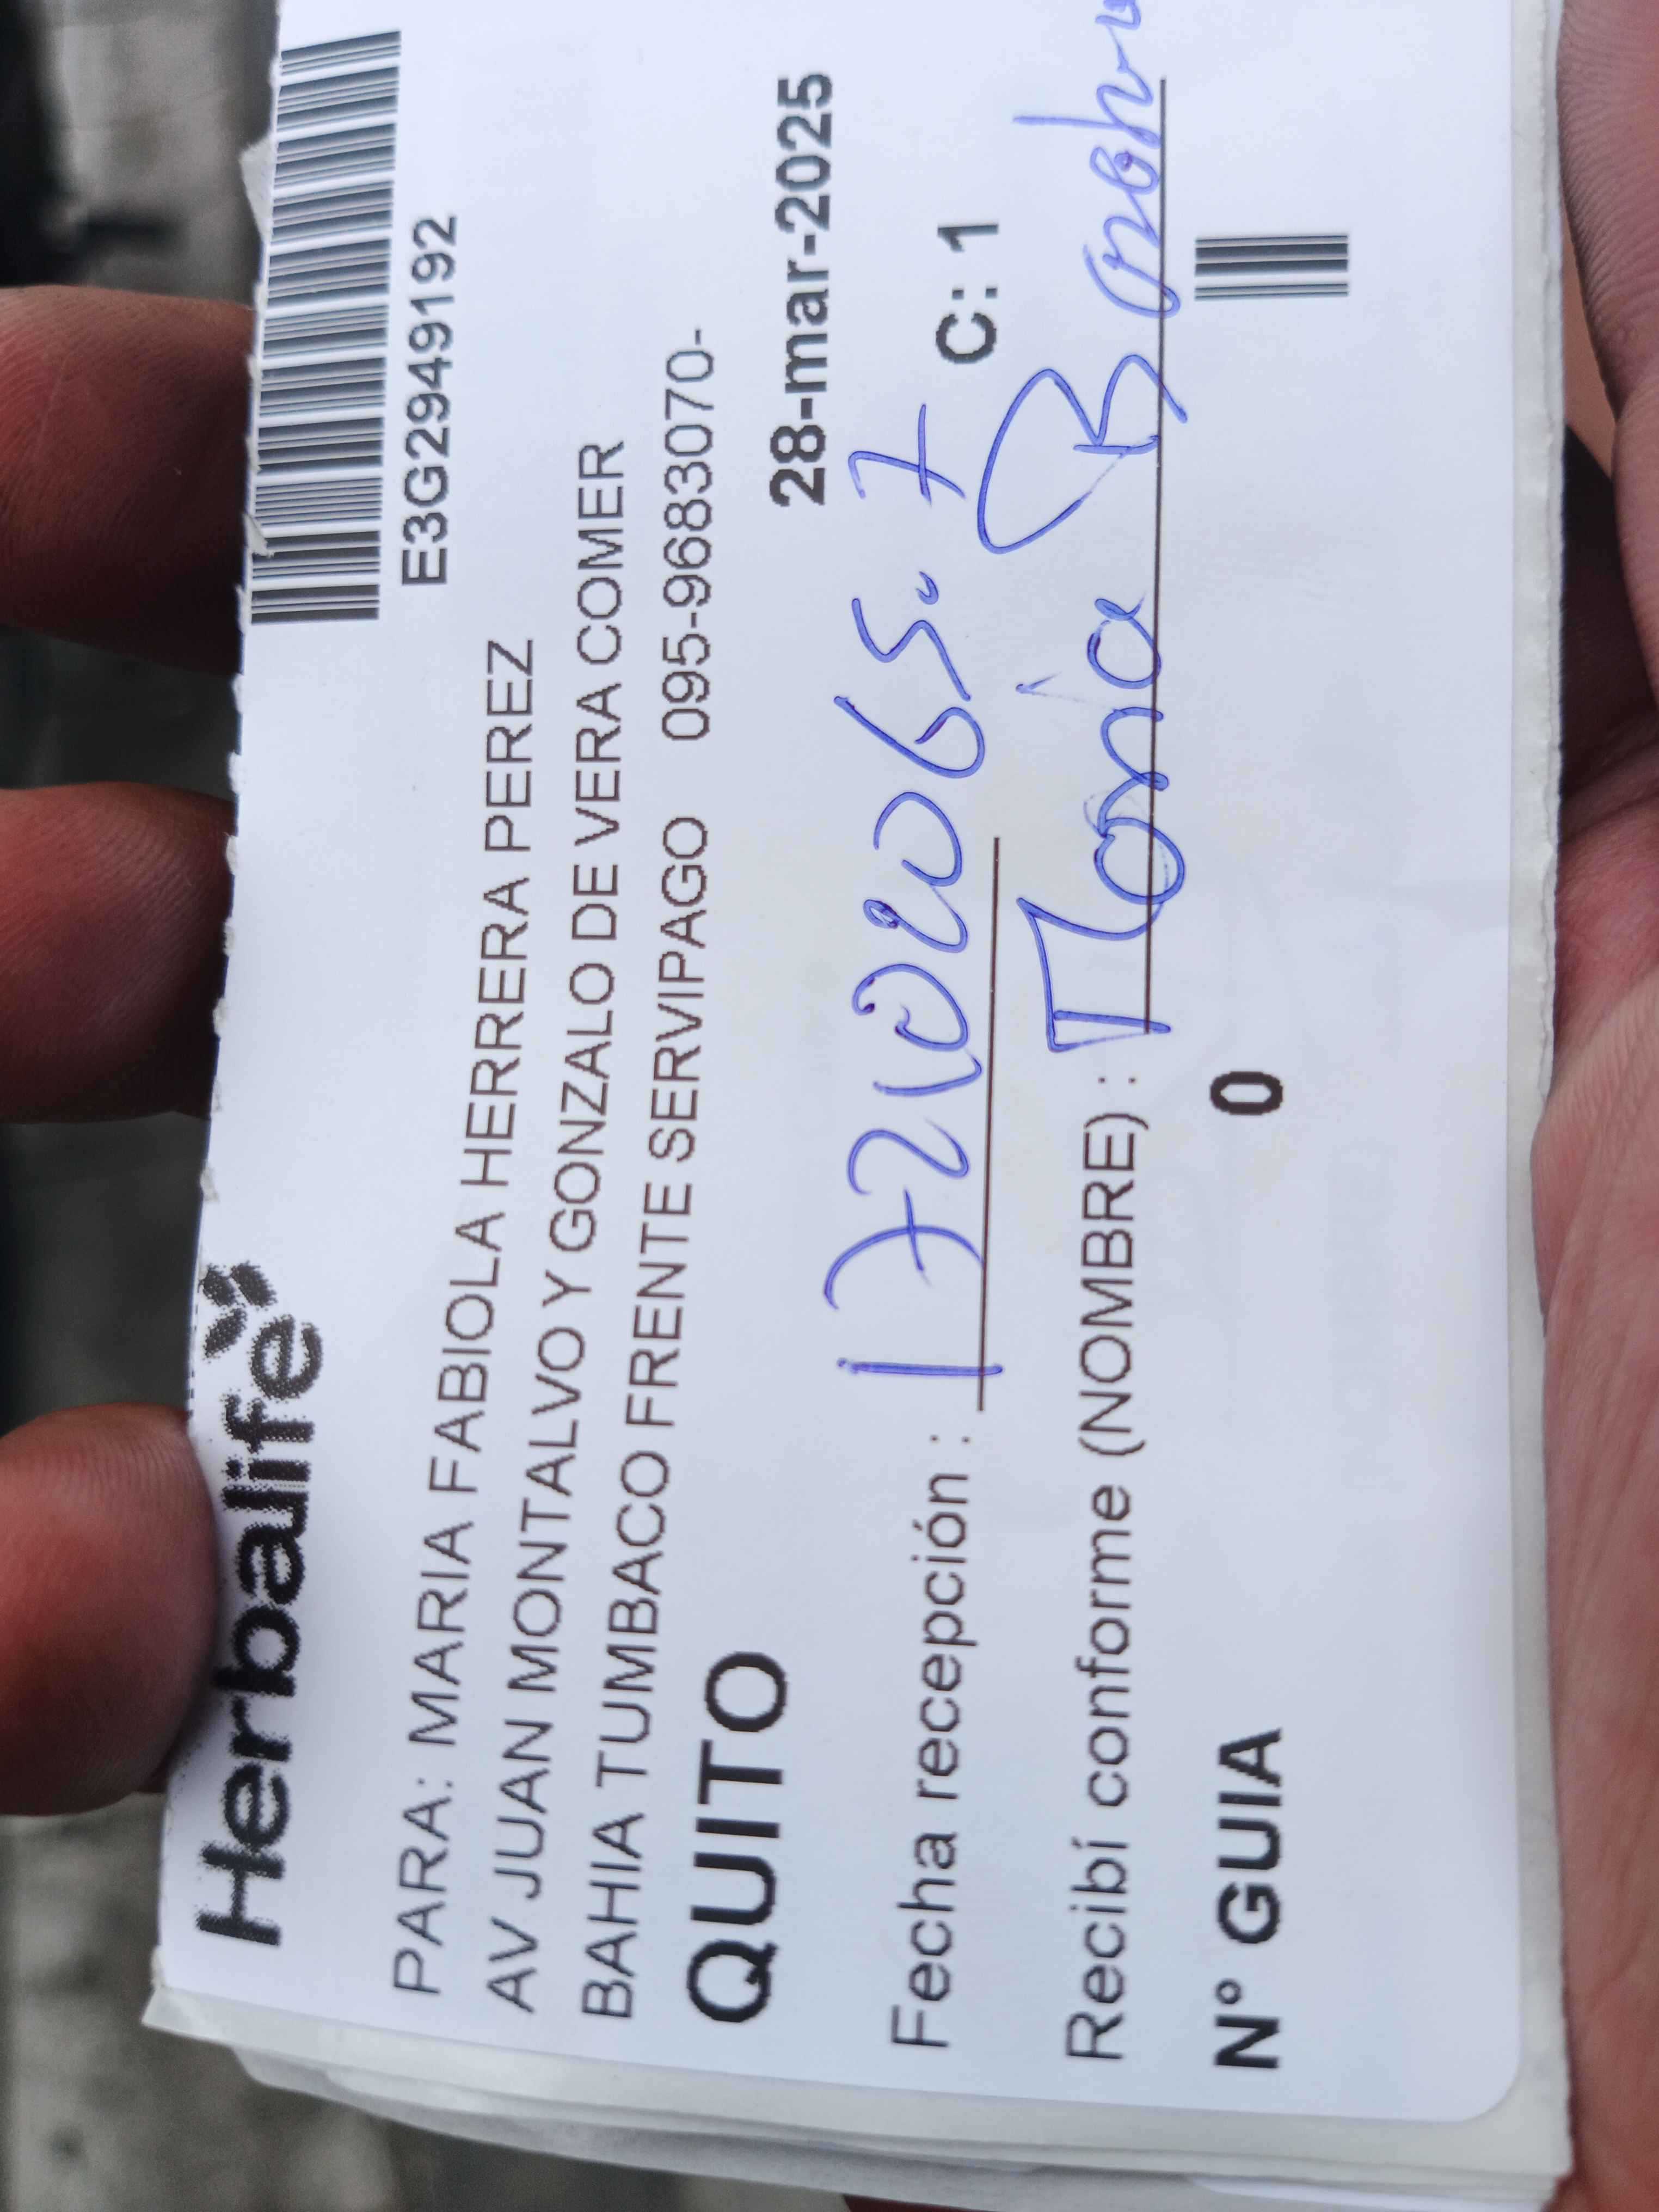 Herbalife
E3G2949192
PARA: MARIA FABIOLA HERRERA PEREZ
AV JUAN MONTALVO Y GONZALO DE VERA COMER
BAHIA TUMBACO FRENTE SERVIPAGO 095-9683070-
QUITO 28-mar-2025
Fecha recepción : C: 1
Recibí conforme (NOMBRE) :
N° GUIA 0